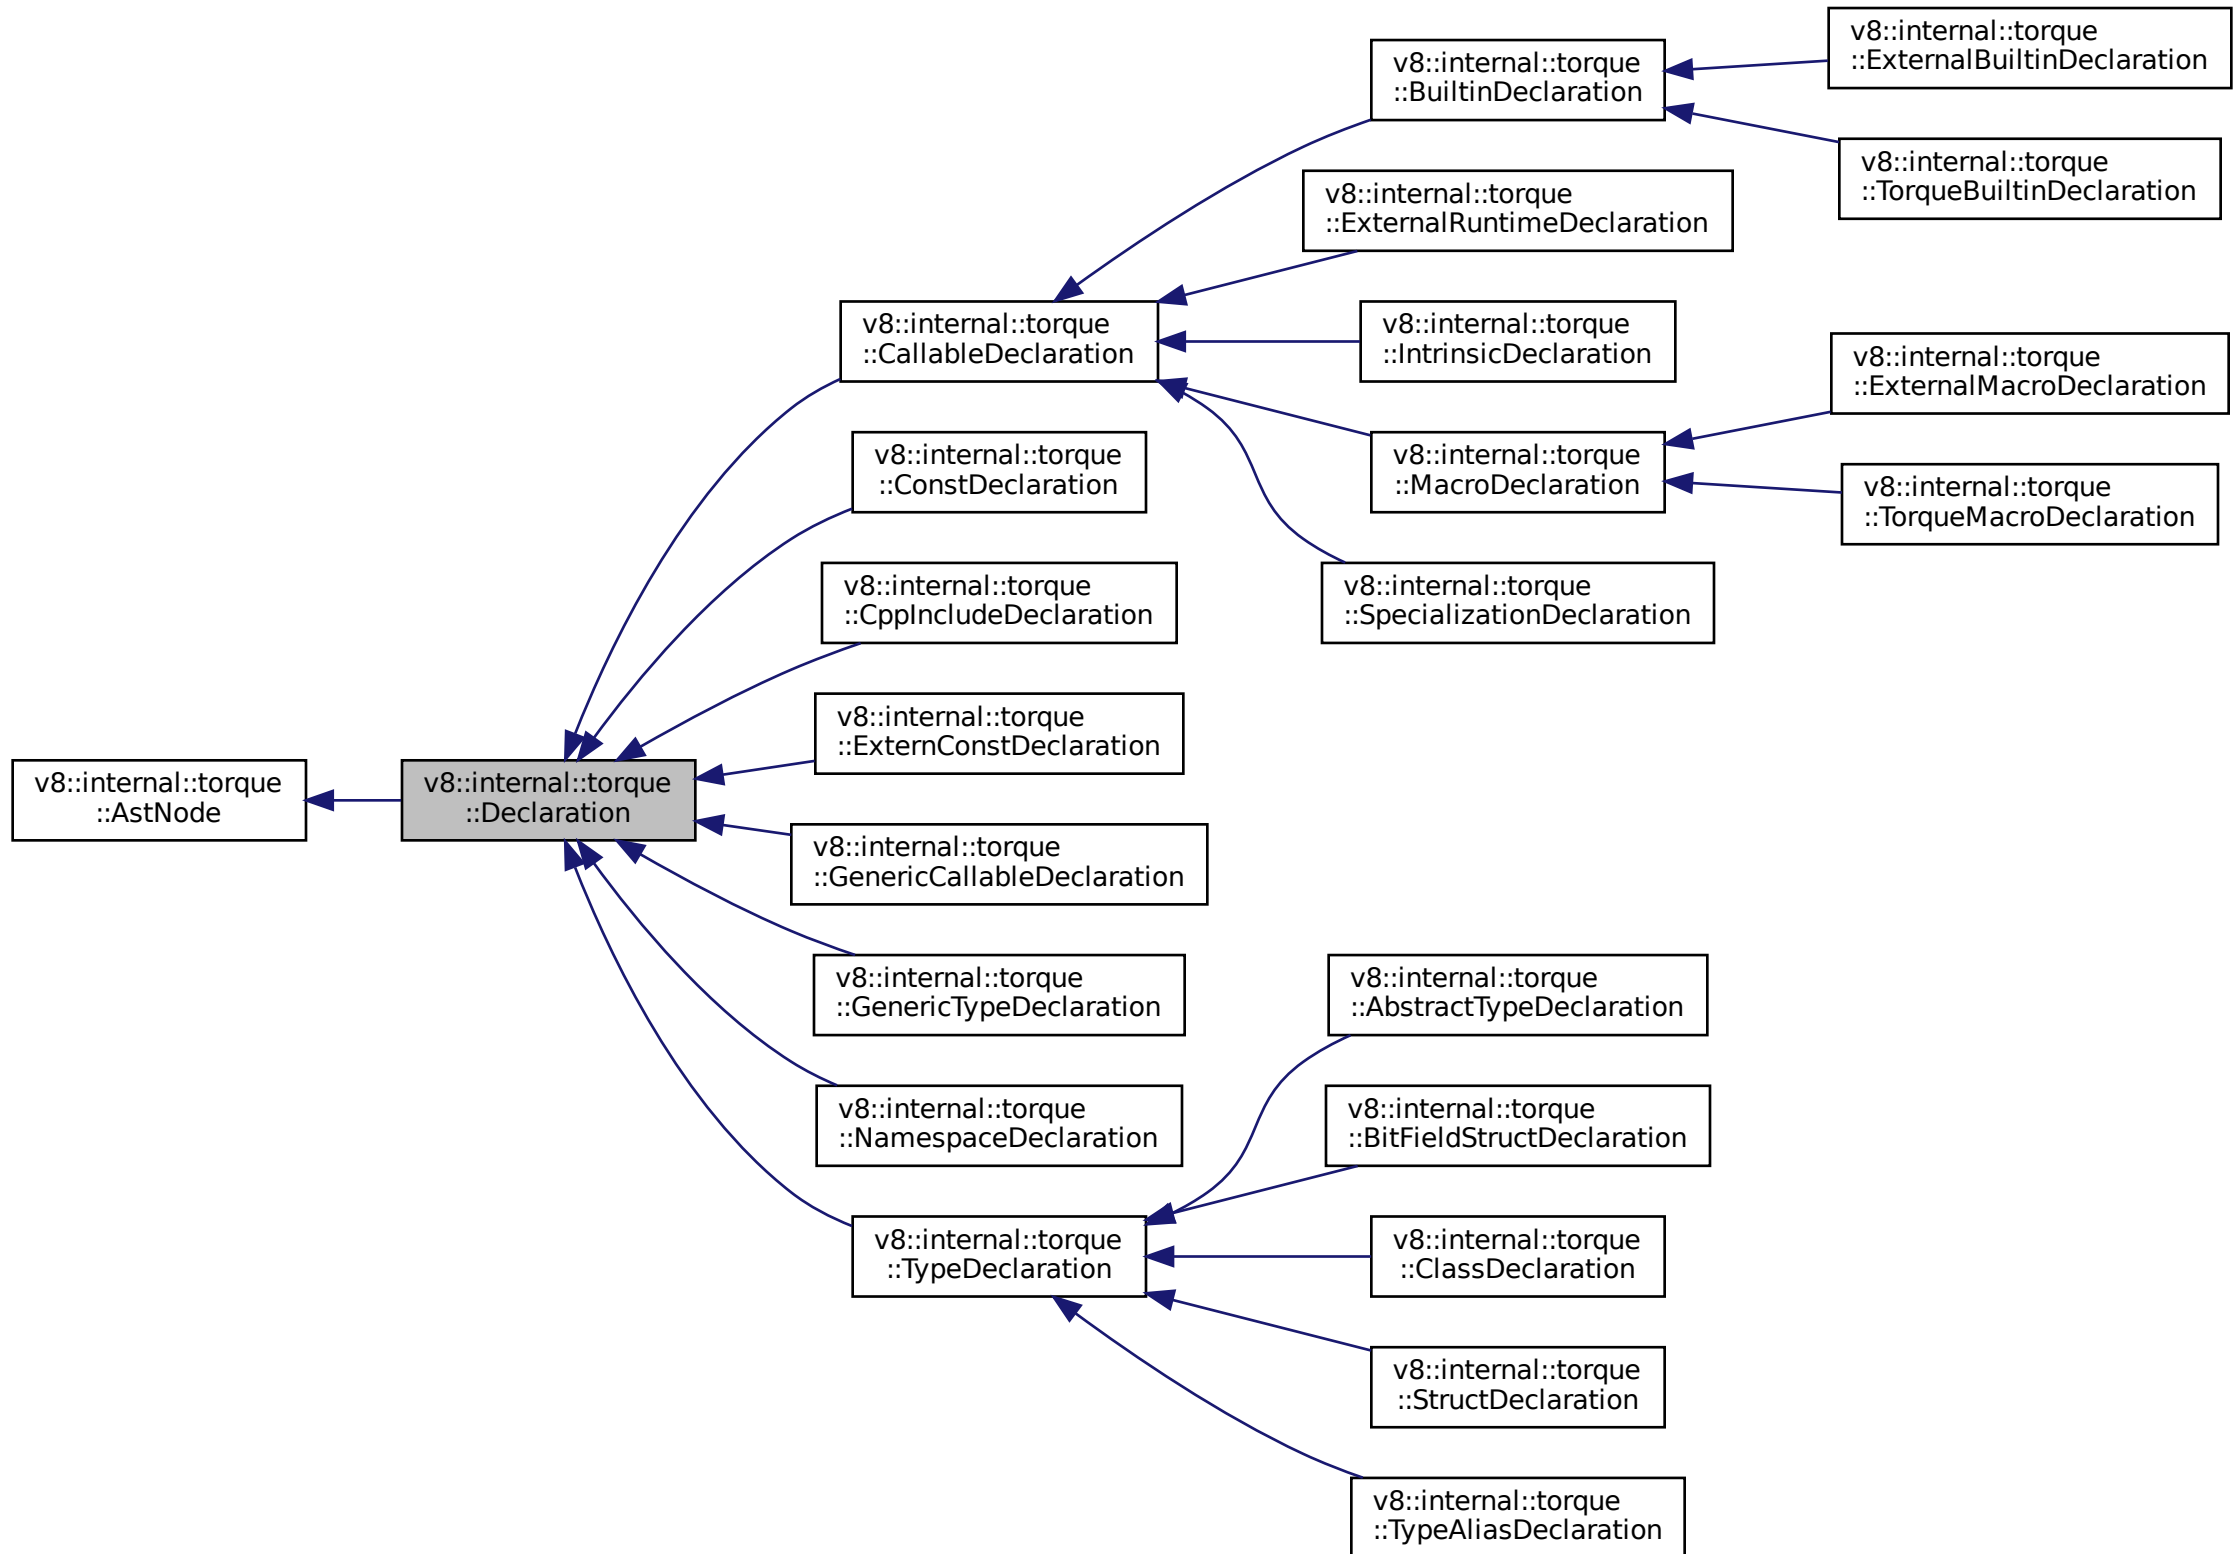 v8::internal::torque
::AstNode
v8::internal::torque
::Declaration
v8::internal::torque
::CallableDeclaration
v8::internal::torque
::BuiltinDeclaration
v8::internal::torque
::ExternalBuiltinDeclaration
v8::internal::torque
::TorqueBuiltinDeclaration
v8::internal::torque
::ExternalRuntimeDeclaration
v8::internal::torque
::IntrinsicDeclaration
v8::internal::torque
::MacroDeclaration
v8::internal::torque
::ExternalMacroDeclaration
v8::internal::torque
::TorqueMacroDeclaration
v8::internal::torque
::SpecializationDeclaration
v8::internal::torque
::ConstDeclaration
v8::internal::torque
::CppIncludeDeclaration
v8::internal::torque
::ExternConstDeclaration
v8::internal::torque
::GenericCallableDeclaration
v8::internal::torque
::GenericTypeDeclaration
v8::internal::torque
::NamespaceDeclaration
v8::internal::torque
::TypeDeclaration
v8::internal::torque
::AbstractTypeDeclaration
v8::internal::torque
::BitFieldStructDeclaration
v8::internal::torque
::ClassDeclaration
v8::internal::torque
::StructDeclaration
v8::internal::torque
::TypeAliasDeclaration